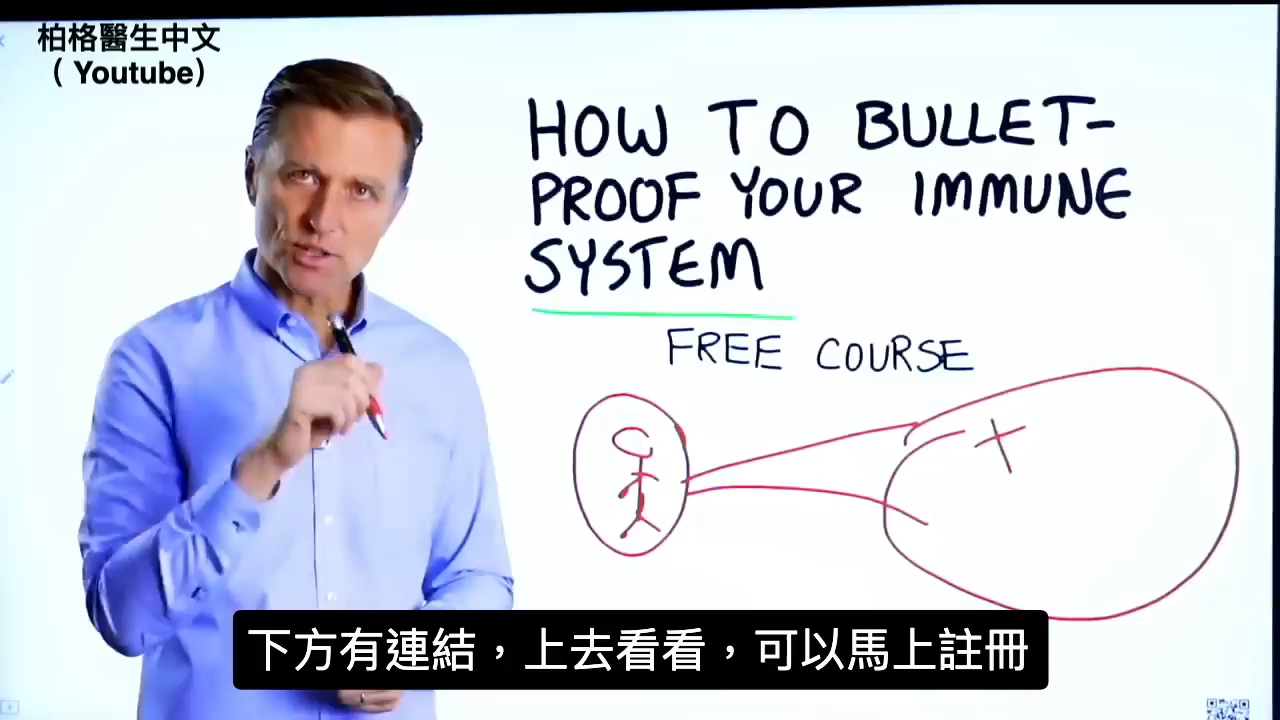 柏格醫生中文
（ Youtube）
HOW TO BULLET-
PROOF YOUR IMMUNE
SYSTEM
FREE COURSE
X
下方有連結，上去看看，可以馬上註冊